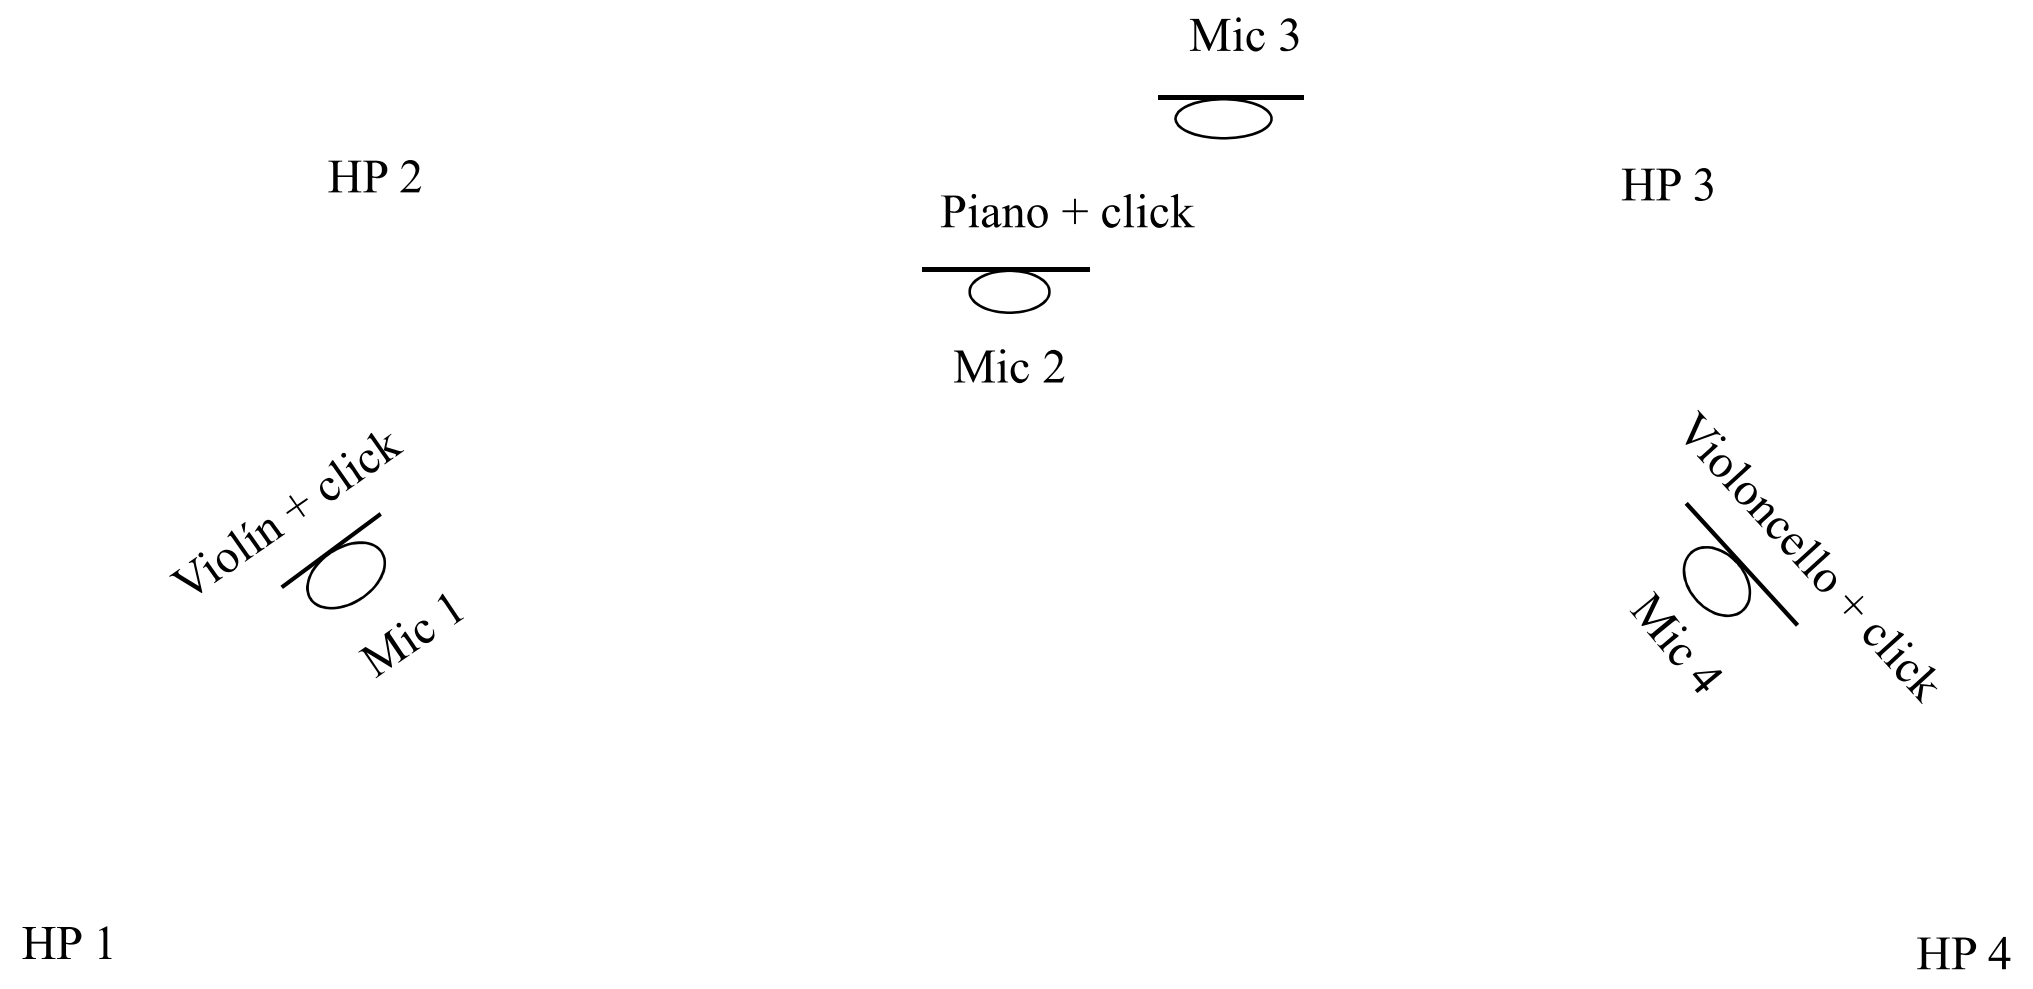 Mic 3
HP 2
HP 3
Piano + click
Mic 2
Violín + click
Mic 1
Violoncello + click
Mic 4
HP 1
HP 4